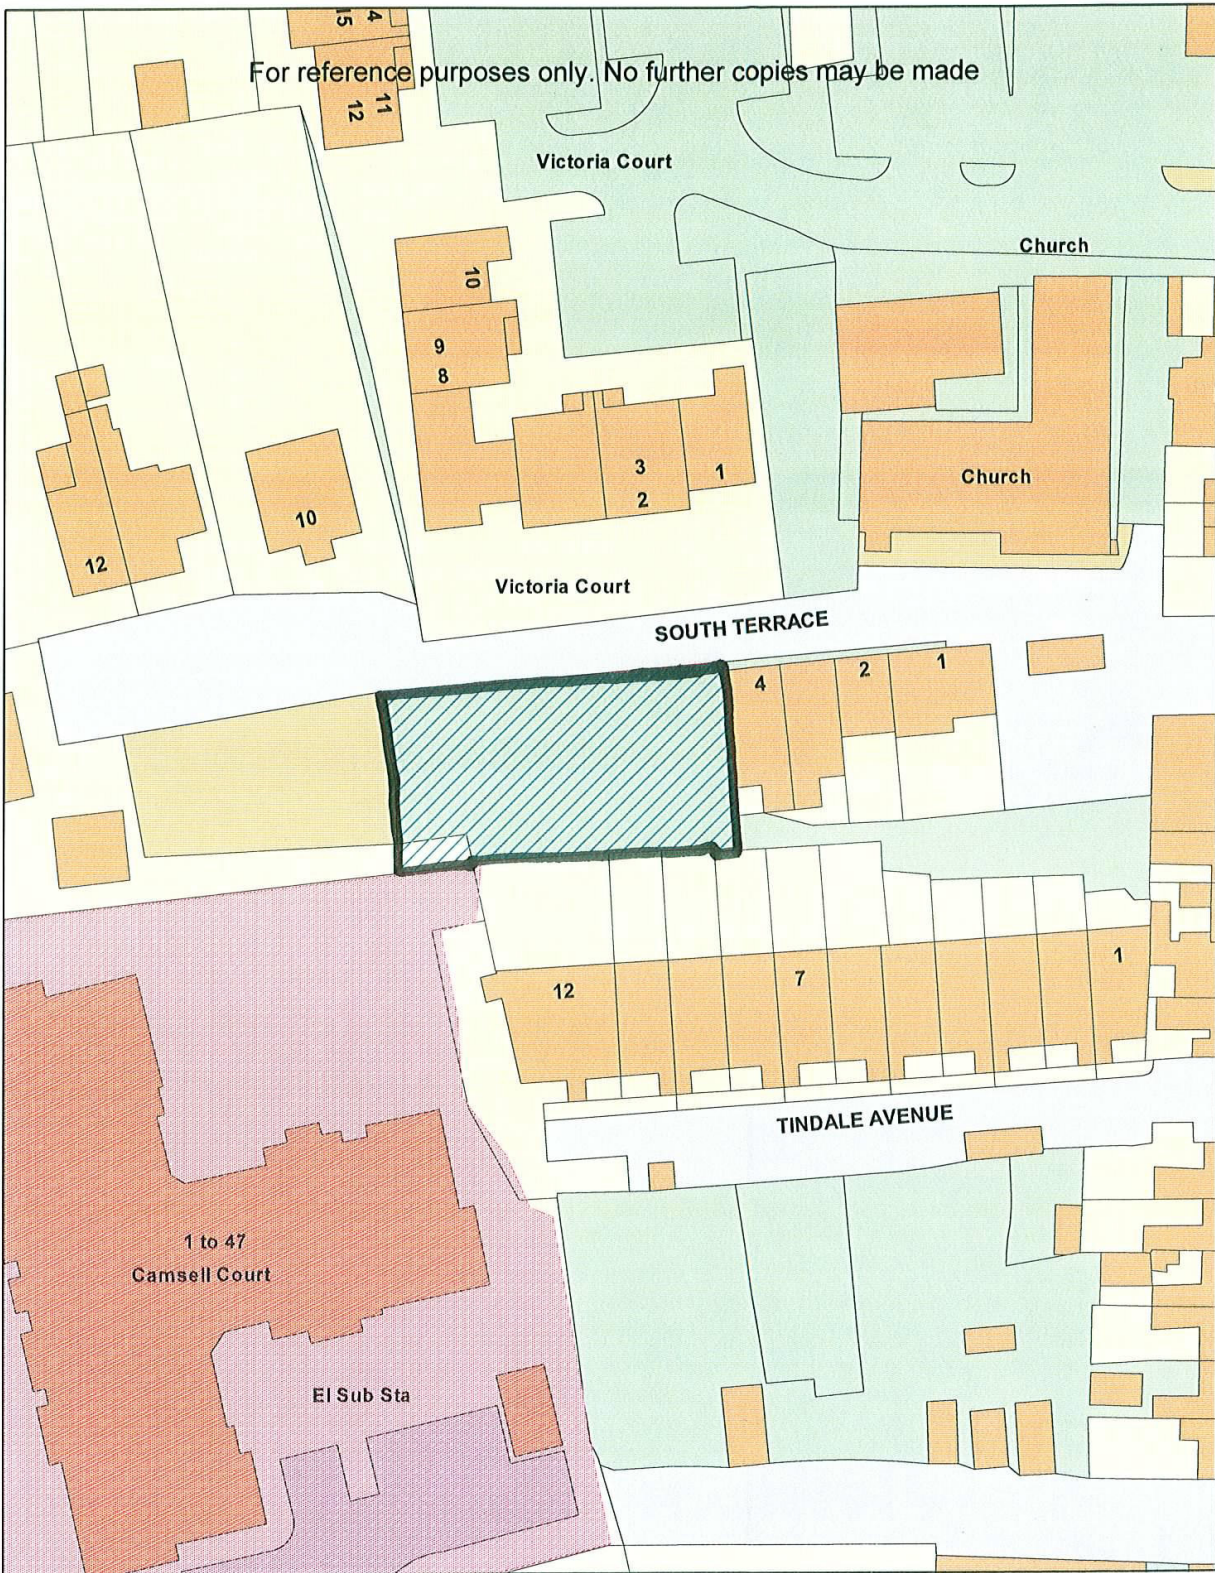 15 4
For reference purposes only. No further copies may be made
12 11
Victoria Court
Church
10
9
8
3
2
1
Church
10
12
Victoria Court
SOUTH TERRACE
4
2
1
12
7
1
TINDALE AVENUE
1 to 47
Camsell Court
El Sub Sta